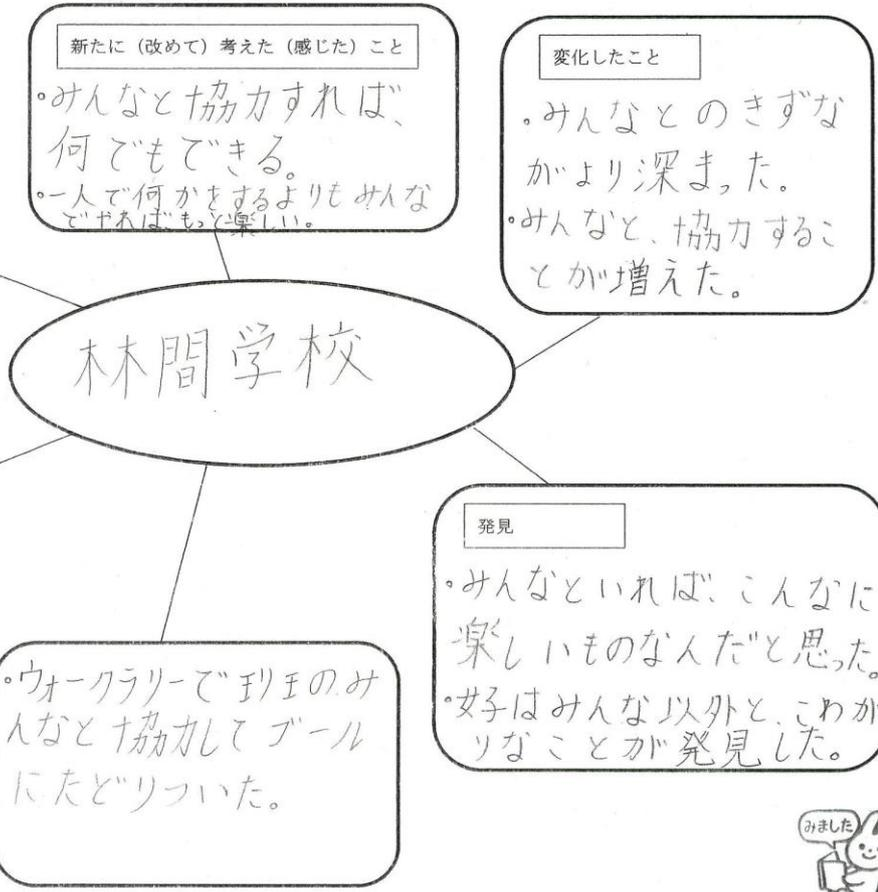 新たに（改めて）考えた（感じた）こと
・みんなと協力すれば、
何でもできる。
・一人で何かをするよりもみんな
でやれば、もっと楽しい。
変化したこと
・みんなとのきずな
がより深まった。
・みんなと、協力するこ
とが増えた。
林間学校
発見
・みんなといれば、こんなに
楽しいものなんだと思った。
・女子はみんな以外と、こわが
りなことが発見した。
・ウォークラリーで班のみ
んなと協力してゴール
にたどりついた。
みました